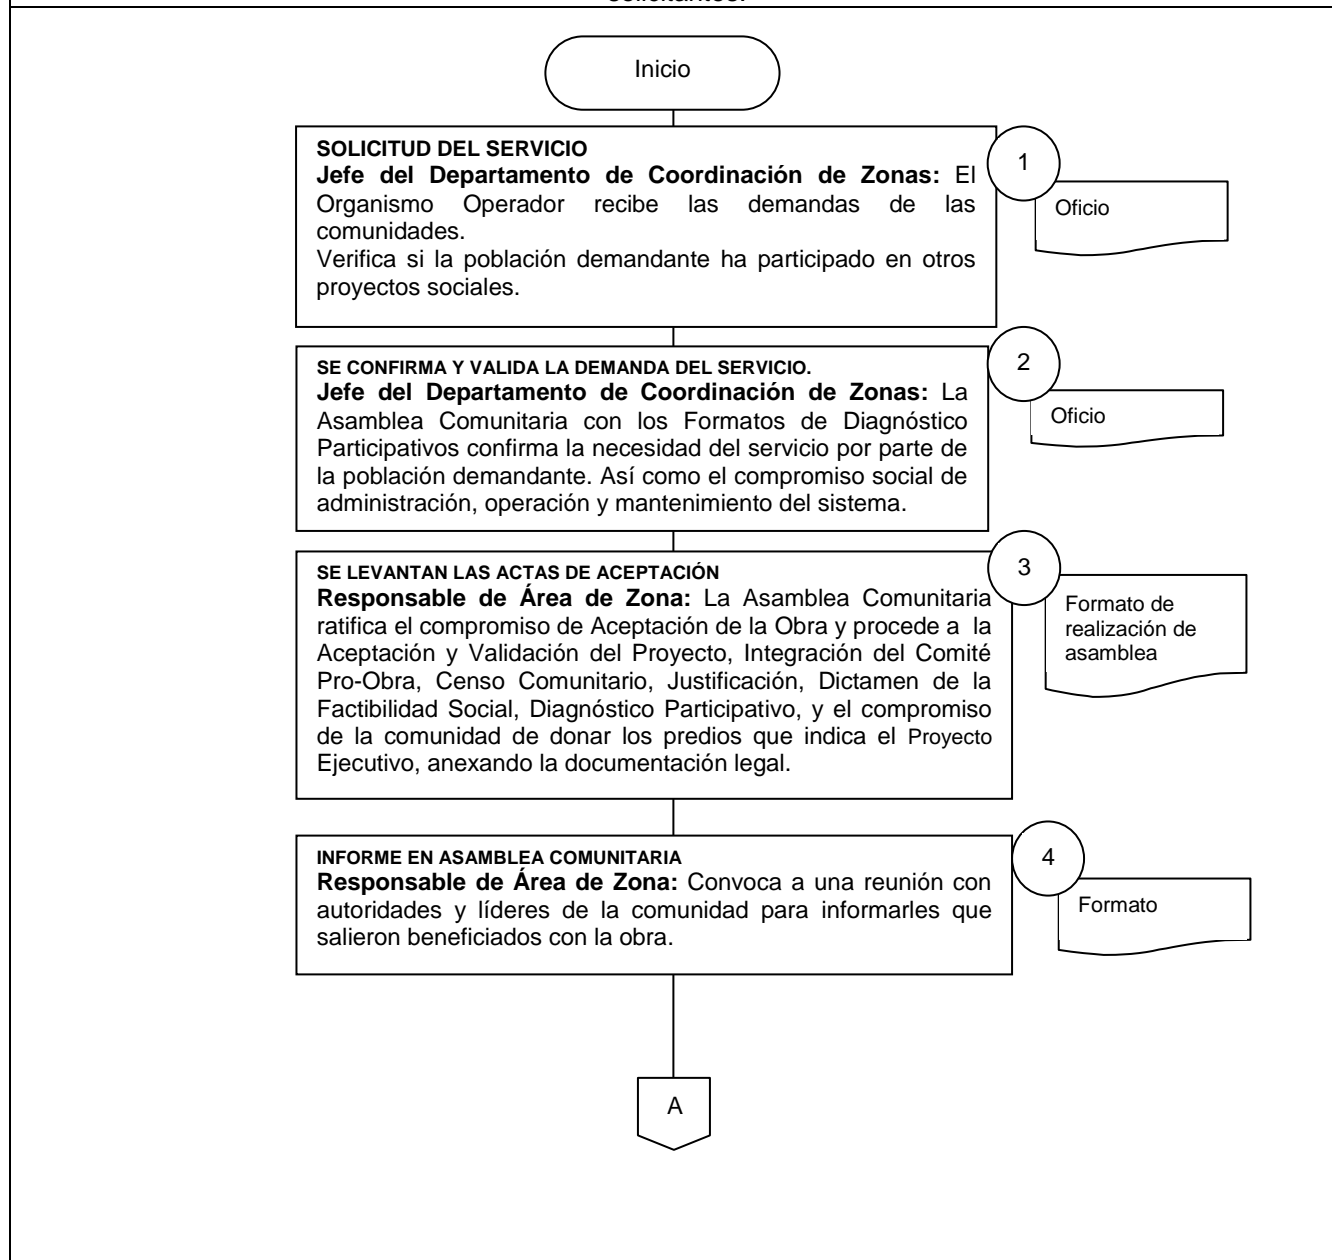 solicitantes.
Inicio
SOLICITUD DEL SERVICIO
Jefe del Departamento de Coordinación de Zonas: El
Organismo Operador recibe las demandas de las
comunidades.
Verifica si la población demandante ha participado en otros
proyectos sociales.
1
Oficio
SE CONFIRMA Y VALIDA LA DEMANDA DEL SERVICIO.
Jefe del Departamento de Coordinación de Zonas: La
Asamblea Comunitaria con los Formatos de Diagnóstico
Participativos confirma la necesidad del servicio por parte de
la población demandante. Así como el compromiso social de
administración, operación y mantenimiento del sistema.
2
Oficio
SE LEVANTAN LAS ACTAS DE ACEPTACIÓN
Responsable de Área de Zona: La Asamblea Comunitaria
ratifica el compromiso de Aceptación de la Obra y procede a la
Aceptación y Validación del Proyecto, Integración del Comité
Pro-Obra, Censo Comunitario, Justificación, Dictamen de la
Factibilidad Social, Diagnóstico Participativo, y el compromiso
de la comunidad de donar los predios que indica el Proyecto
Ejecutivo, anexando la documentación legal.
3
Formato de
realización de
asamblea
INFORME EN ASAMBLEA COMUNITARIA
Responsable de Área de Zona: Convoca a una reunión con
autoridades y líderes de la comunidad para informarles que
salieron beneficiados con la obra.
4
Formato
A